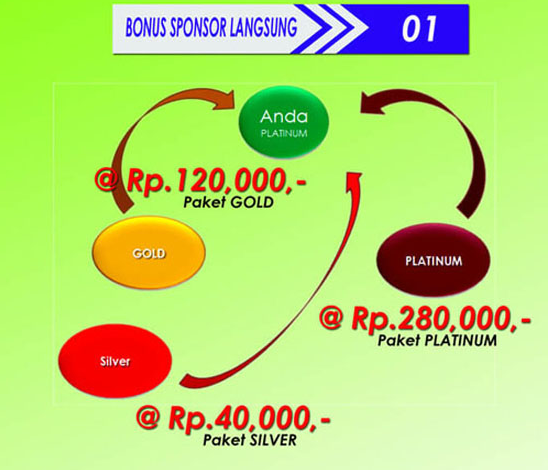 BONUS SPONSOR LANGSUNG 01
Anda
PLATINUM
@ Rp.120,000,-
Paket GOLD
GOLD
PLATINUM
@ Rp.280,000,-
Paket PLATINUM
Silver
@ Rp.40,000,-
Paket SILVER